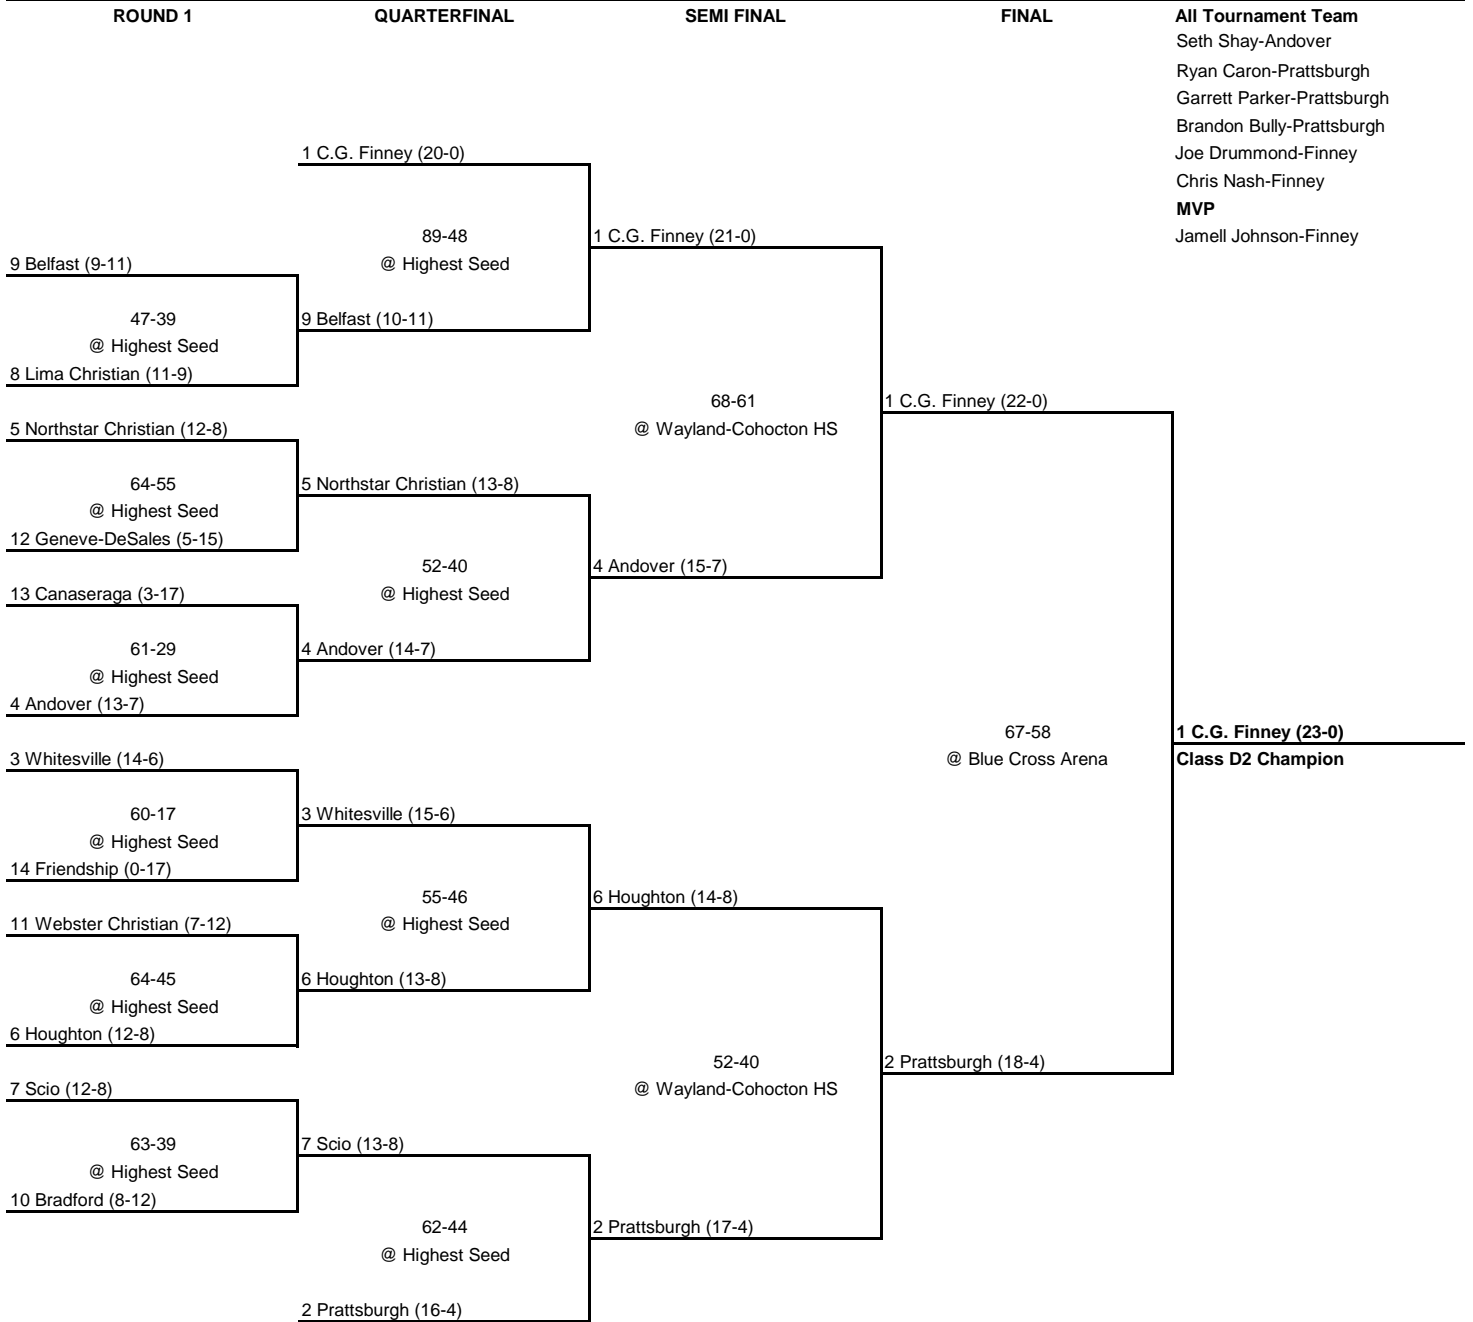 ROUND 1 QUARTERFINAL SEMI FINAL FINAL All Tournament Team
Seth Shay-Andover
Ryan Caron-Prattsburgh
Garrett Parker-Prattsburgh
Brandon Bully-Prattsburgh
1 C.G. Finney (20-0) Joe Drummond-Finney
Chris Nash-Finney
MVP
89-48 1 C.G. Finney (21-0) Jamell Johnson-Finney
9 Belfast (9-11) @ Highest Seed
47-39 9 Belfast (10-11)
@ Highest Seed
8 Lima Christian (11-9)
68-61 1 C.G. Finney (22-0)
5 Northstar Christian (12-8) @ Wayland-Cohocton HS
64-55 5 Northstar Christian (13-8)
@ Highest Seed
12 Geneve-DeSales (5-15)
52-40 4 Andover (15-7)
13 Canaseraga (3-17) @ Highest Seed
61-29 4 Andover (14-7)
@ Highest Seed
4 Andover (13-7)
67-58 1 C.G. Finney (23-0)
3 Whitesville (14-6) @ Blue Cross Arena Class D2 Champion
60-17 3 Whitesville (15-6)
@ Highest Seed
14 Friendship (0-17)
55-46 6 Houghton (14-8)
11 Webster Christian (7-12) @ Highest Seed
64-45 6 Houghton (13-8)
@ Highest Seed
6 Houghton (12-8)
52-40 2 Prattsburgh (18-4)
7 Scio (12-8) @ Wayland-Cohocton HS
63-39 7 Scio (13-8)
@ Highest Seed
10 Bradford (8-12)
62-44 2 Prattsburgh (17-4)
@ Highest Seed
2 Prattsburgh (16-4)